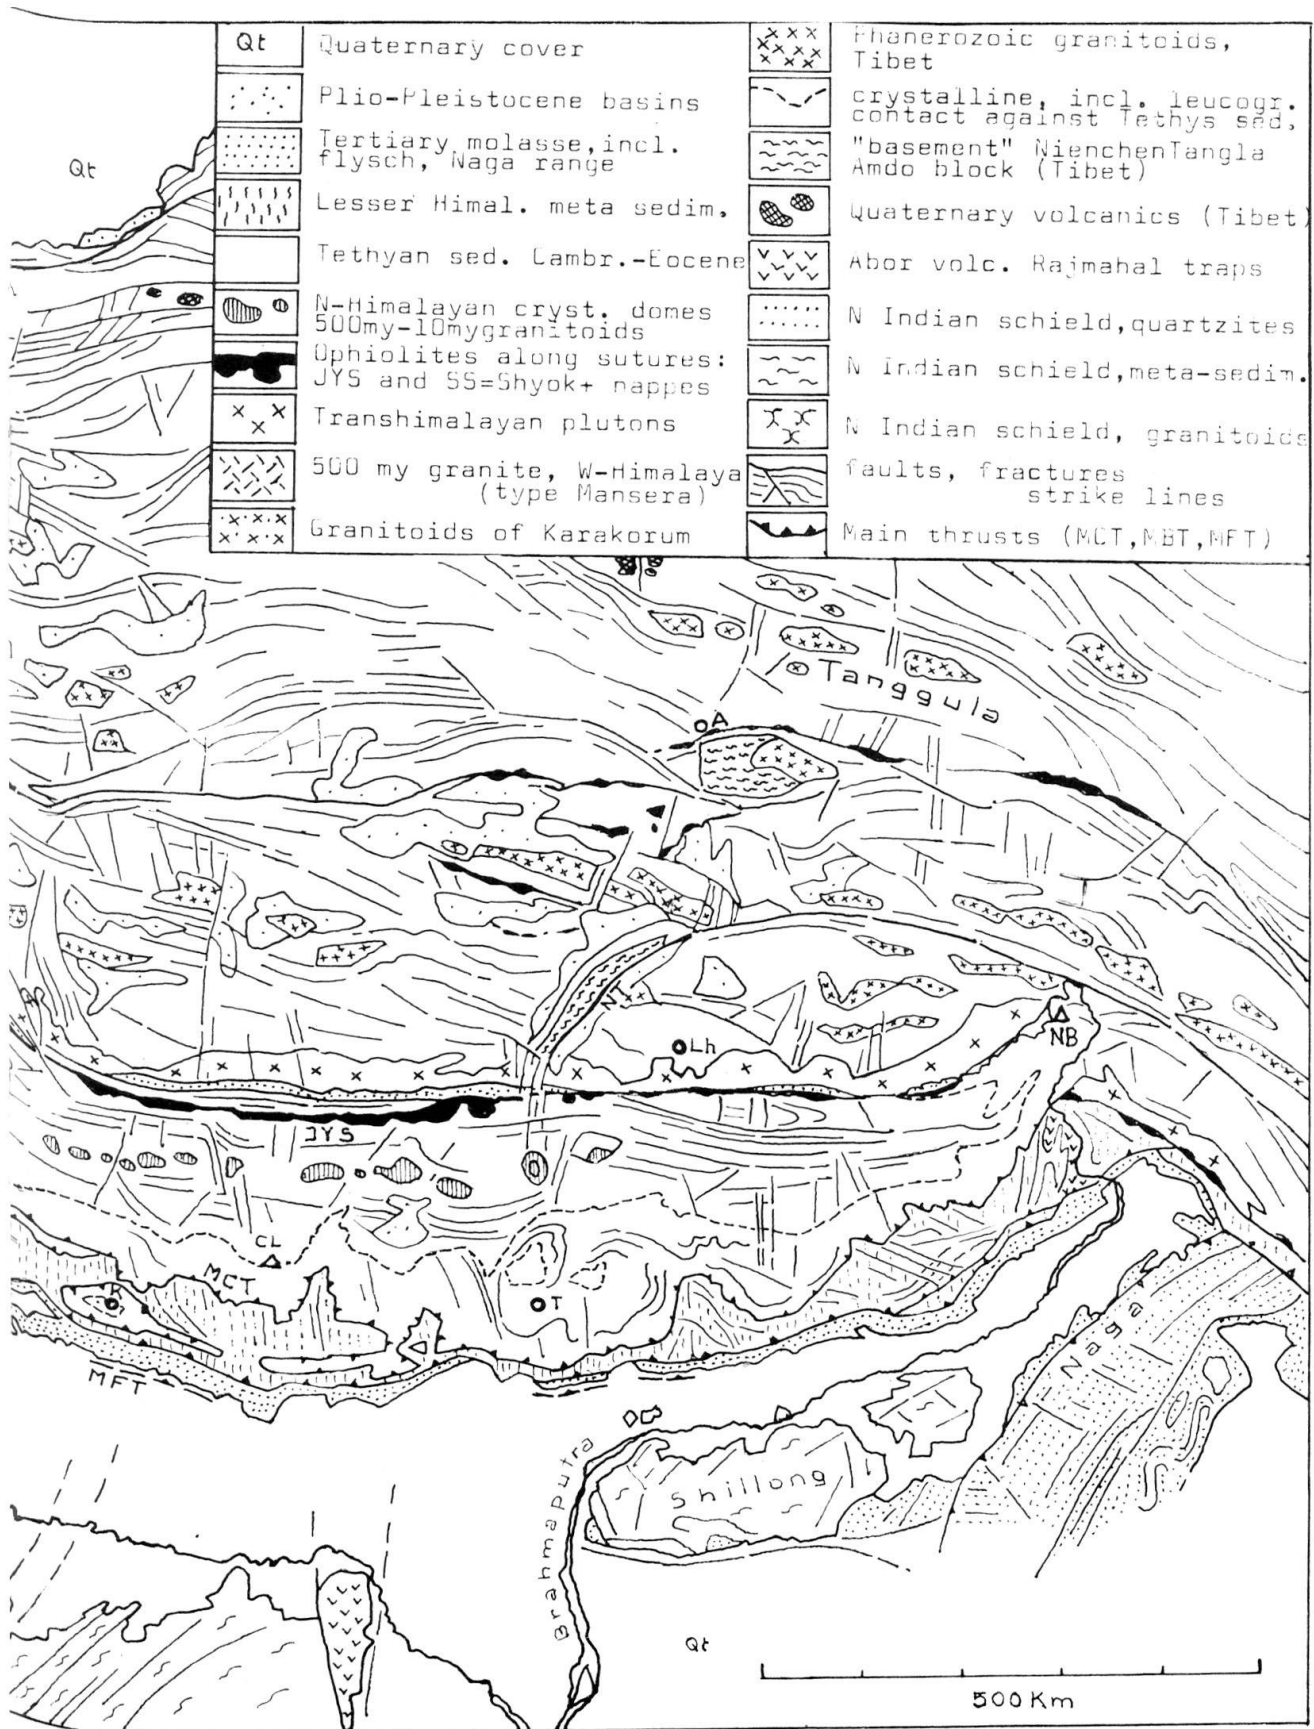 Qt
Quaternary cover
Plio-Pleistocene basins
Tertiary molasse,incl.
flysch, Naga range
Lesser Himal. meta sedim.
Tethyan sed. Cambr.-Eocene
N-Himalayan cryst. domes
500my-10mygranitoids
Ophiolites along sutures:
JYS and SS=Shyok+ nappes
Transhimalayan plutons
500 my granite, W-Himalaya
(type Mansera)
Granitoids of Karakorum
Phanerozoic granitoids,
Tibet
crystalline, incl. leucogr.
contact against Tethys sed,
"basement" NienchenTangla
Amdo block (Tibet)
Quaternary volcanics (Tibet)
Abor volc. Rajmahal traps
N Indian schield,quartzites
N Indian schield,meta-sedim.
N Indian schield, granitoids
faults, fractures
strike lines
Main thrusts (MCT,MBT,MFT)
Qt
Tanggula
A
NT
Lh
NB
JYS
CL
MCT
K
T
MFT
Naga
Shillong
Brahmaputra
Qt
500Km